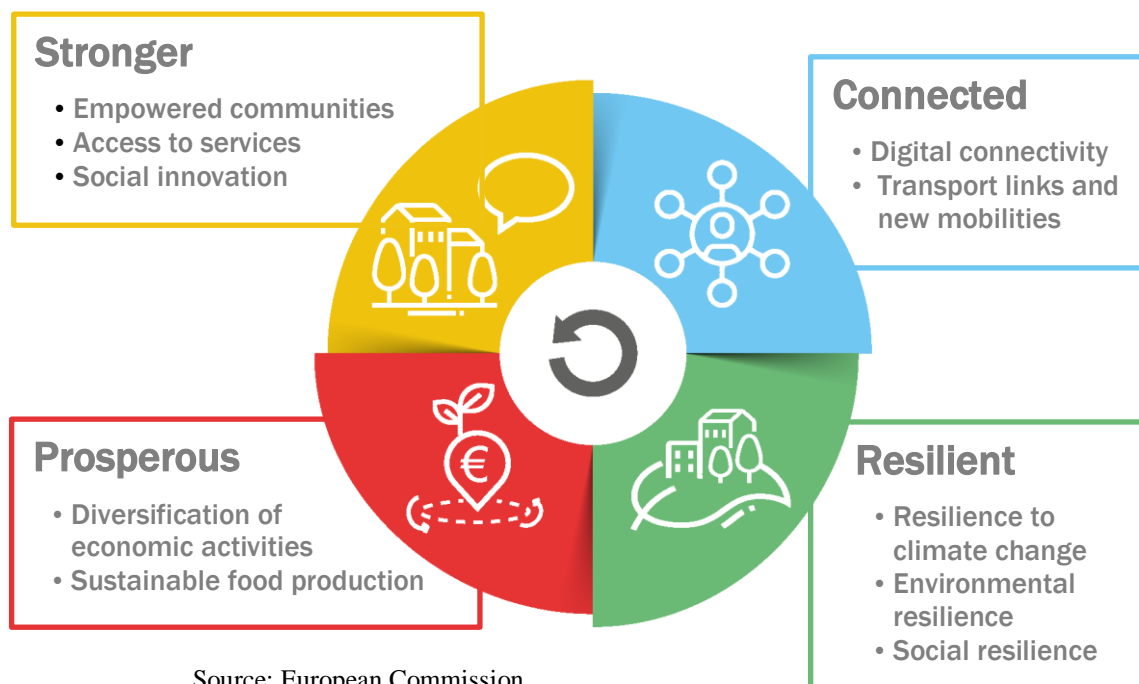 Stronger
• Empowered communities
• Access to services
• Social innovation
Connected
• Digital connectivity
• Transport links and
new mobilities
€
Prosperous
• Diversification of
economic activities
• Sustainable food production
Resilient
• Resilience to
climate change
• Environmental
resilience
• Social resilience
Source: European Commission